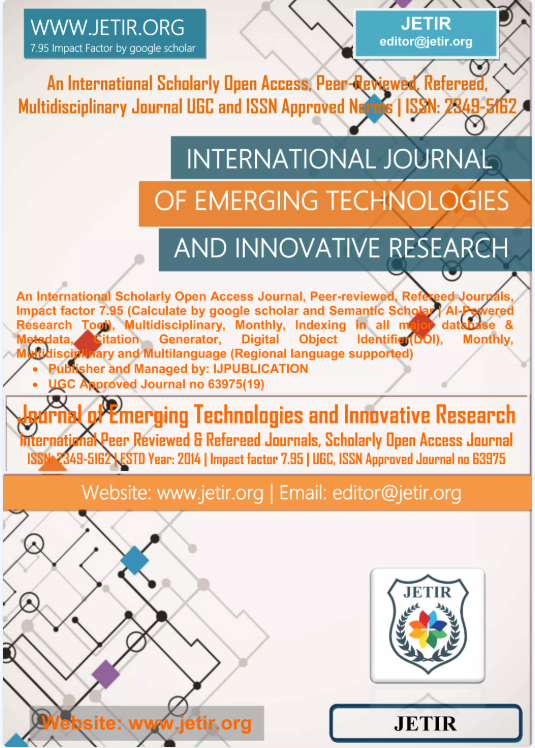 WWW.JETIR.ORG
7.95 Impact Factor by google scholar
JETIR
editor@jetir.org
An International Scholarly Open Access, Peer-Reviewed, Refereed,
Multidisciplinary Journal UGC and ISSN Approved Norms | ISSN: 2349-5162
INTERNATIONAL JOURNAL
OF EMERGING TECHNOLOGIES
AND INNOVATIVE RESEARCH
An International Scholarly Open Access Journal, Peer-reviewed, Refereed Journals,
Impact factor 7.95 (Calculate by google scholar and Semantic Scholar | AI-Powered
Research Tool), Multidisciplinary, Monthly, Indexing in all major database &
Metadata, Citation Generator, Digital Object Identifier(DOI), Monthly,
Multidisciplinary and Multilanguage (Regional language supported)
• Publisher and Managed by: IJPUBLICATION
• UGC Approved Journal no 63975(19)
Journal of Emerging Technologies and Innovative Research
International Peer Reviewed & Refereed Journals, Scholarly Open Access Journal
ISSN: 2349-5162 | ESTD Year: 2014 | Impact factor 7.95 | UGC, ISSN Approved Journal no 63975
Website: www.jetir.org | Email: editor@jetir.org
JETIR
Website: www.jetir.org
JETIR